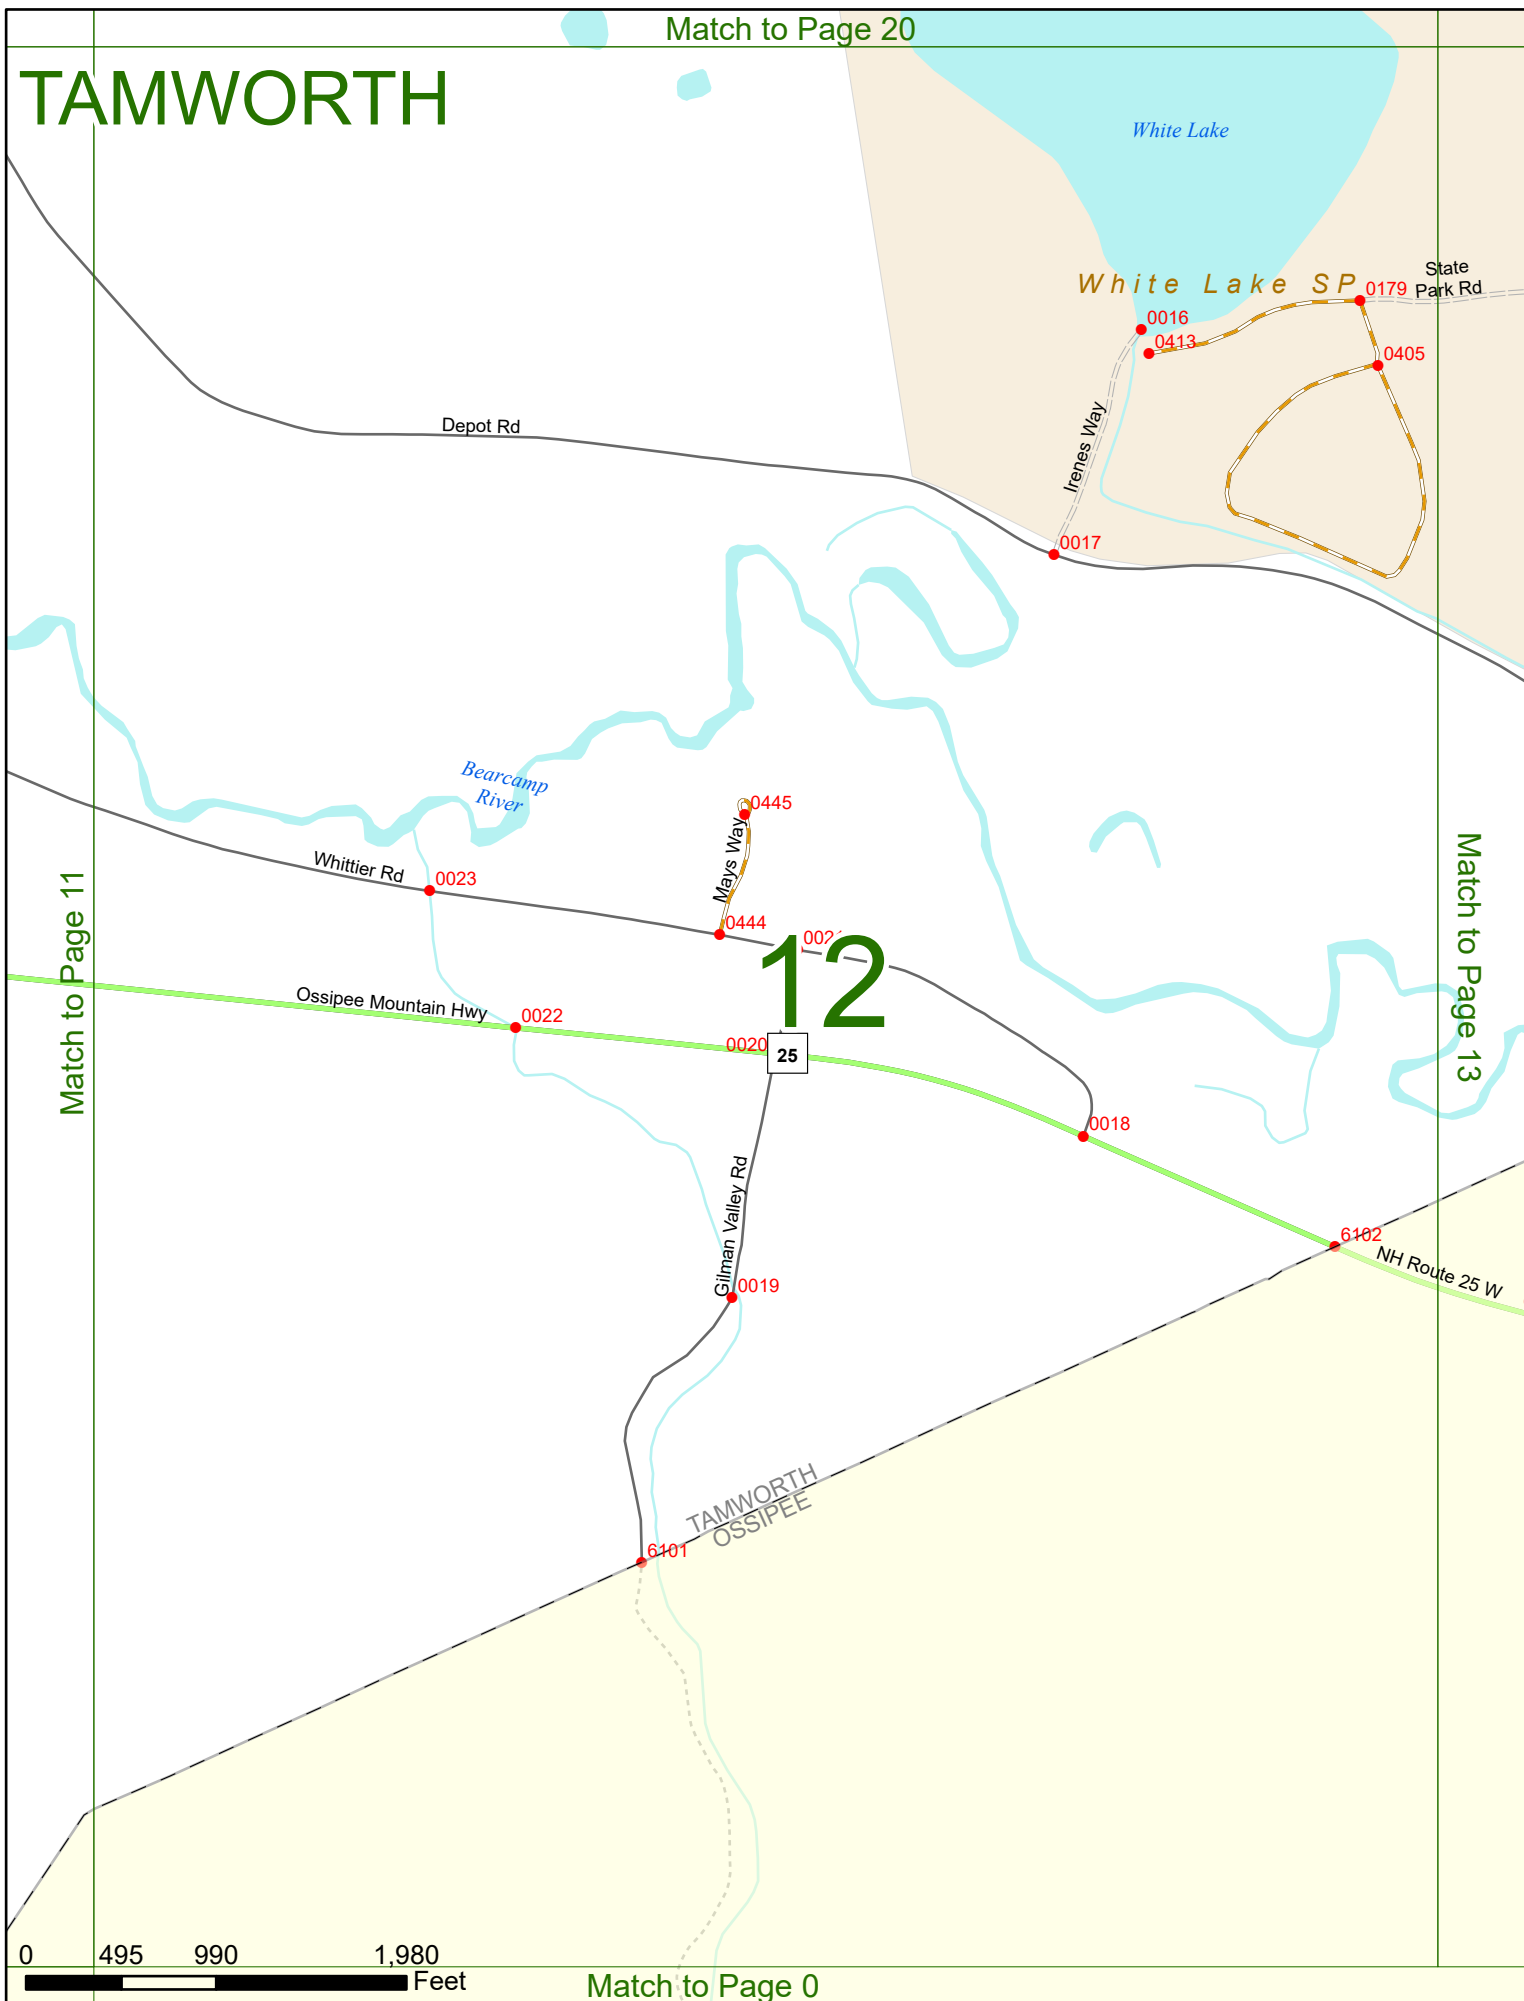 Match to Page 20
TAMWORTH
White Lake
White Lake SP
State
Park Rd
0179
0016
0413
0405
Depot Rd
Irenes Way
0017
Bearcamp
River
0445
Mays Way
Whittier Rd
0023
0444
12
Match to Page 11
Match to Page 13
Ossipee Mountain Hwy
0022
0020
25
0018
Gilman Valley Rd
0019
6102
NH Route 25 W
TAMWORTH
OSSIPEE
6101
0 495 990 1,980
Feet
Match to Page 0